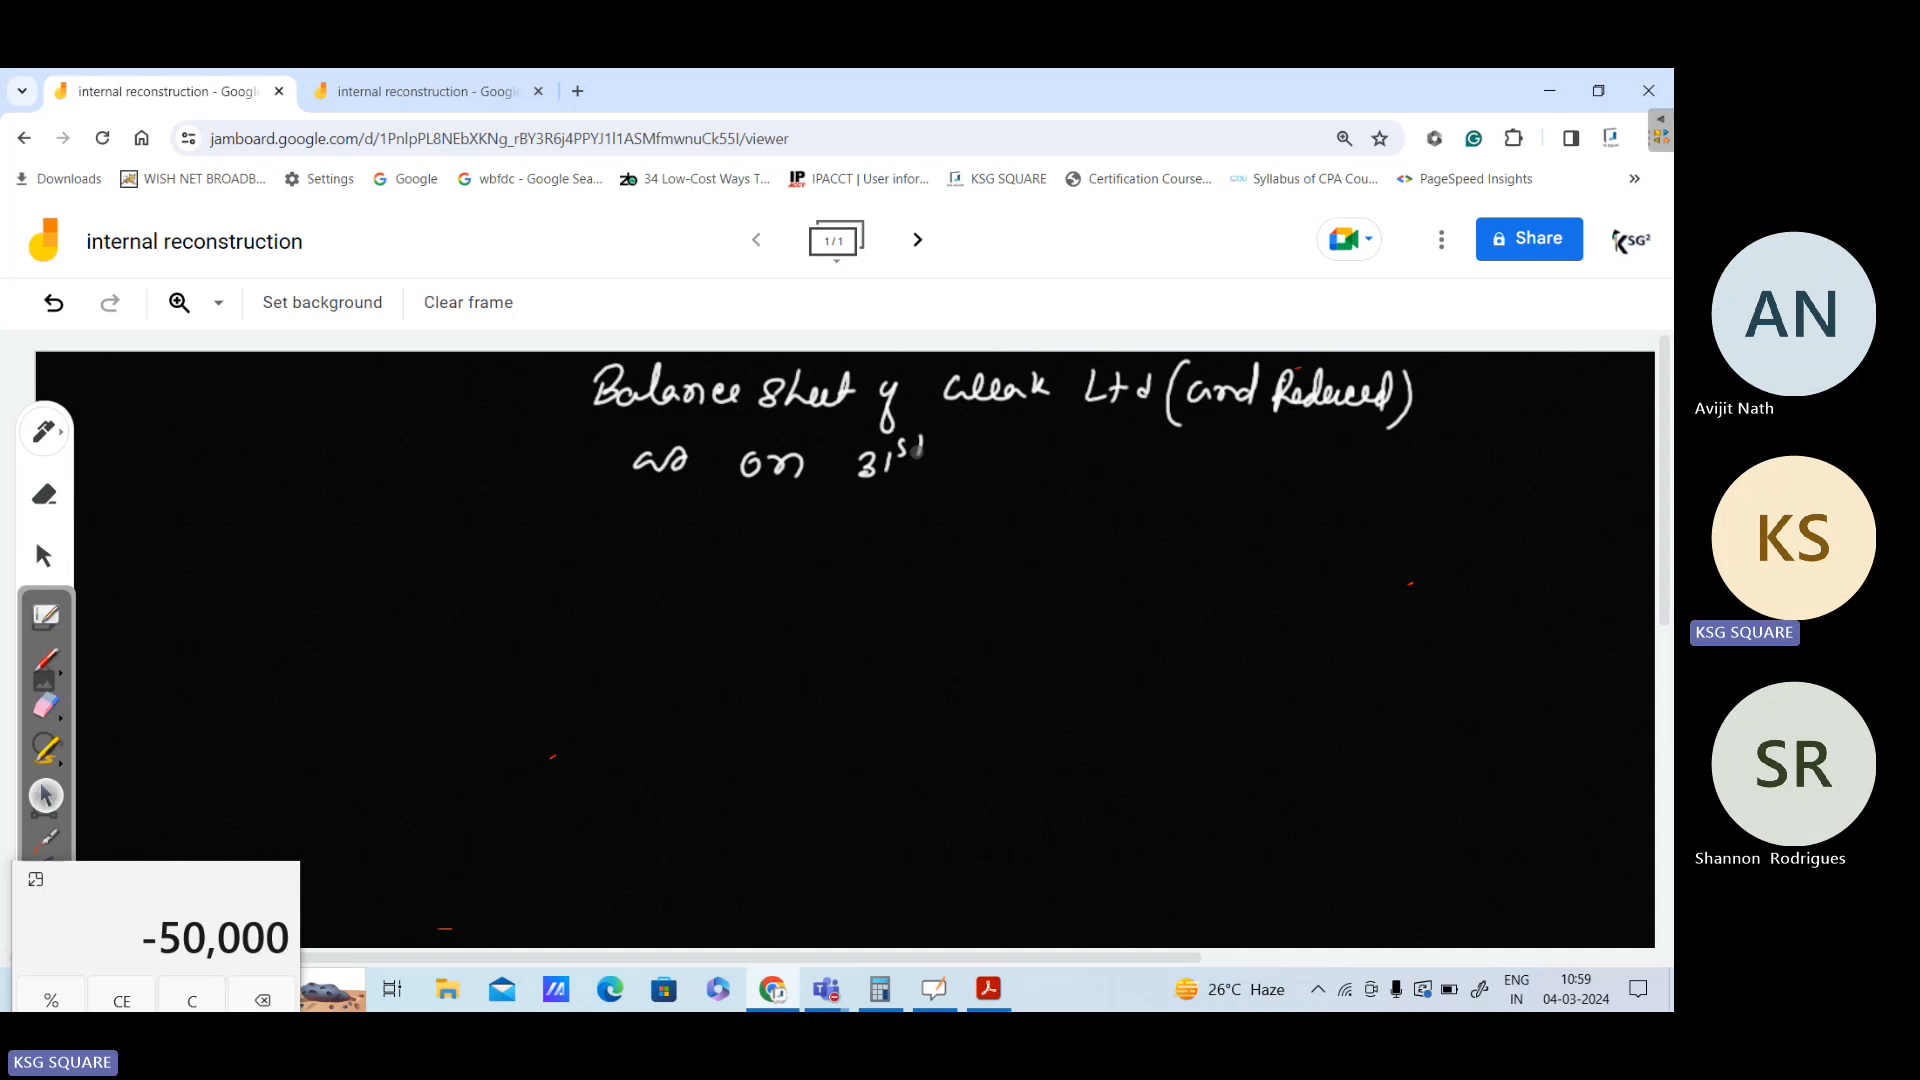 internal reconstruction - Google
internal reconstruction - Google
jamboard.google.com/d/1PnlpPL8NEbXKNg_rBY3R6j4PPYJ1l1ASMfmwnuCk55I/viewer
Downloads
WISH NET BROADB...
Settings
Google
wbfdc - Google Sea...
34 Low-Cost Ways T...
IPACCT | User infor...
KSG SQUARE
Certification Course...
Syllabus of CPA Cou...
PageSpeed Insights
internal reconstruction
1 / 1
Share
KSG²
Set background
Clear frame
Balance Sheet of Weak Ltd (and Reduced)
as on 31st
AN
Avijit Nath
KS
KSG SQUARE
SR
Shannon Rodrigues
-50,000
%
CE
C
26°C Haze
ENG
IN
10:59
04-03-2024
KSG SQUARE